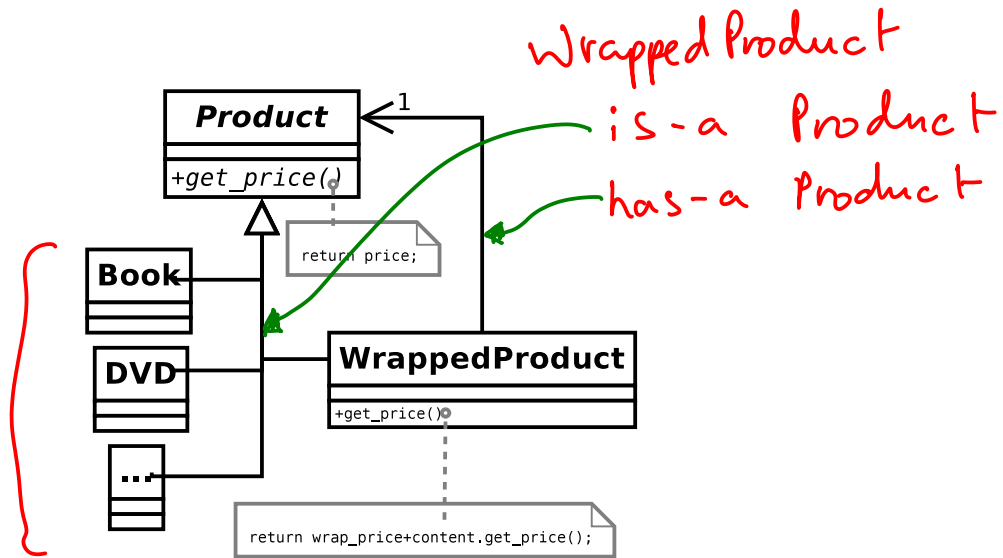 WrappedProduct
is-a Product
has-a Product
Product
1
+get_price()
return price;
Book
DVD
...
WrappedProduct
+get_price()
return wrap_price+content.get_price();